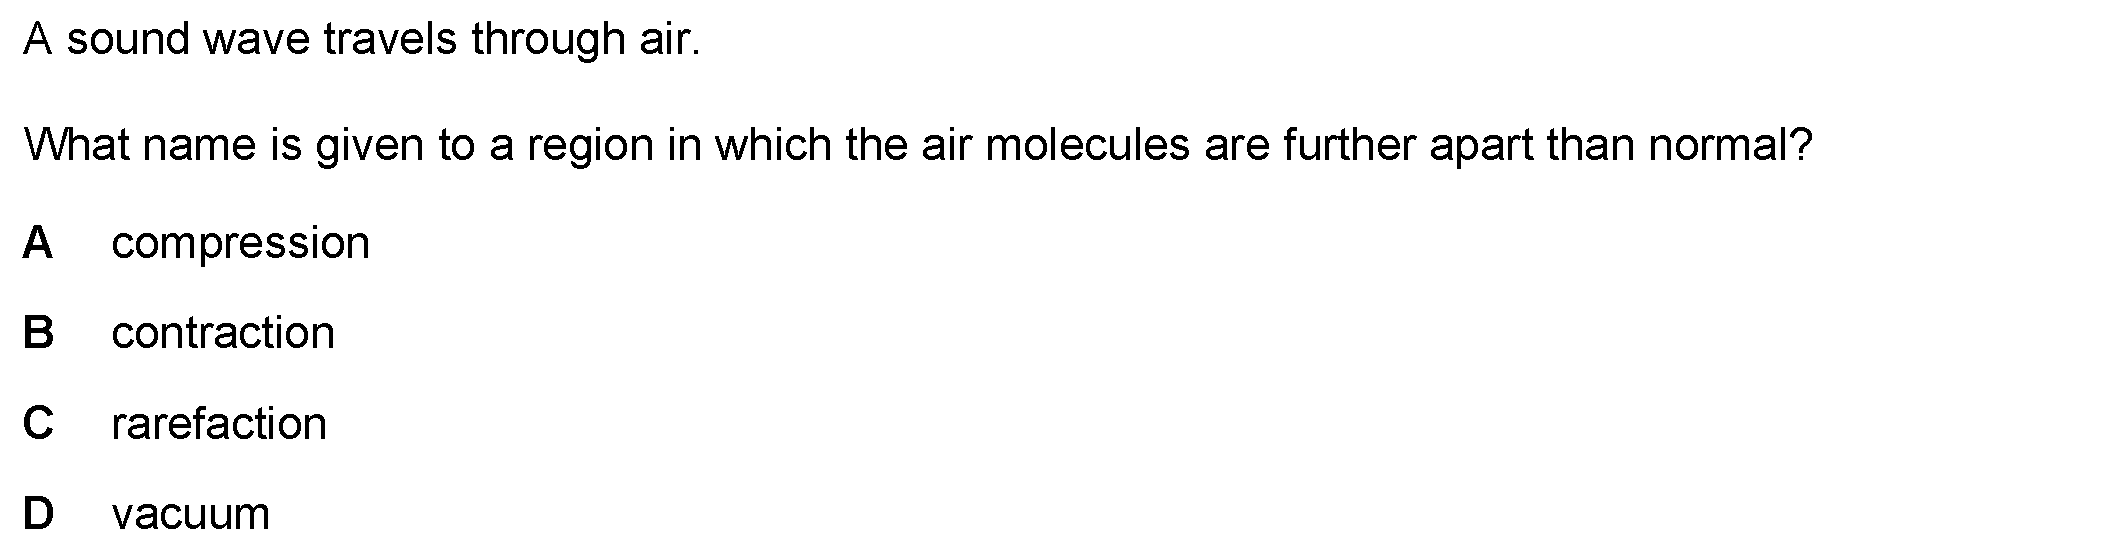 A sound wave travels through air.
What name is given to a region in which the air molecules are further apart than normal?
A compression
B contraction
C rarefaction
D vacuum